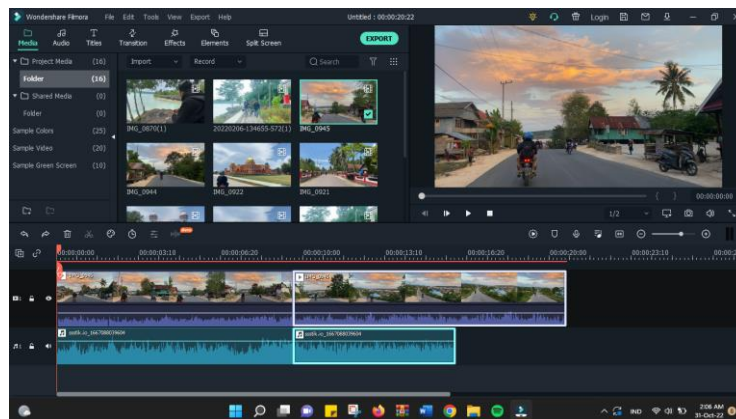 Wondershare Filmora File Edit Tools View Export Help Untitled : 00:00:20:22 Login
Media Audio Titles Transition Effects Elements Split Screen EXPORT
Project Media (16) Import Record Search
Folder (16)
Shared Media (0)
IMG_0870(1) 20220206-134655-572(1) IMG_0945
Folder (0)
Sample Colors (25)
Sample Video (20)
Sample Green Screen (10)
IMG_0944 IMG_0922 IMG_0921
00:00:00:00
1/2
00:00:00:00 00:00:03:10 00:00:06:20 00:00:10:00 00:00:13:10 00:00:16:20 00:00:20:00 00:00:23:10
IND 2:06 AM
31-Oct-22